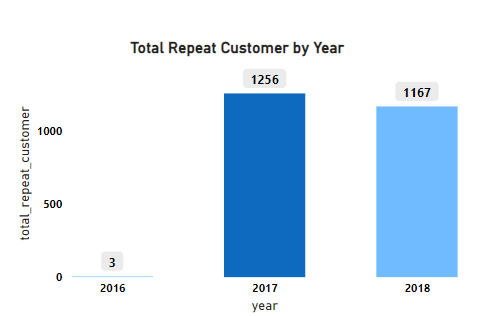 Total Repeat Customer by Year
1256
1167
1000
total_repeat_customer
500
3
0
2016 2017 2018
year